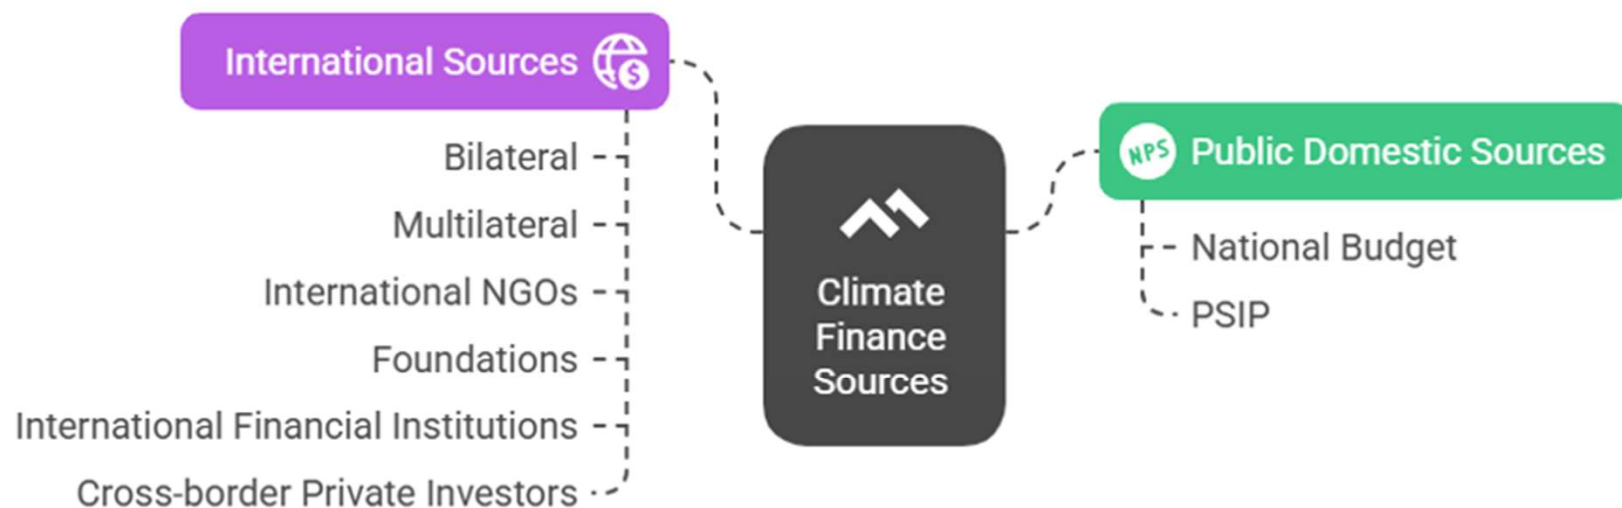 International Sources
$
Bilateral
Multilateral
International NGOs
Foundations
International Financial Institutions
Cross-border Private Investors
Climate
Finance
Sources
NPS
Public Domestic Sources
National Budget
PSIP